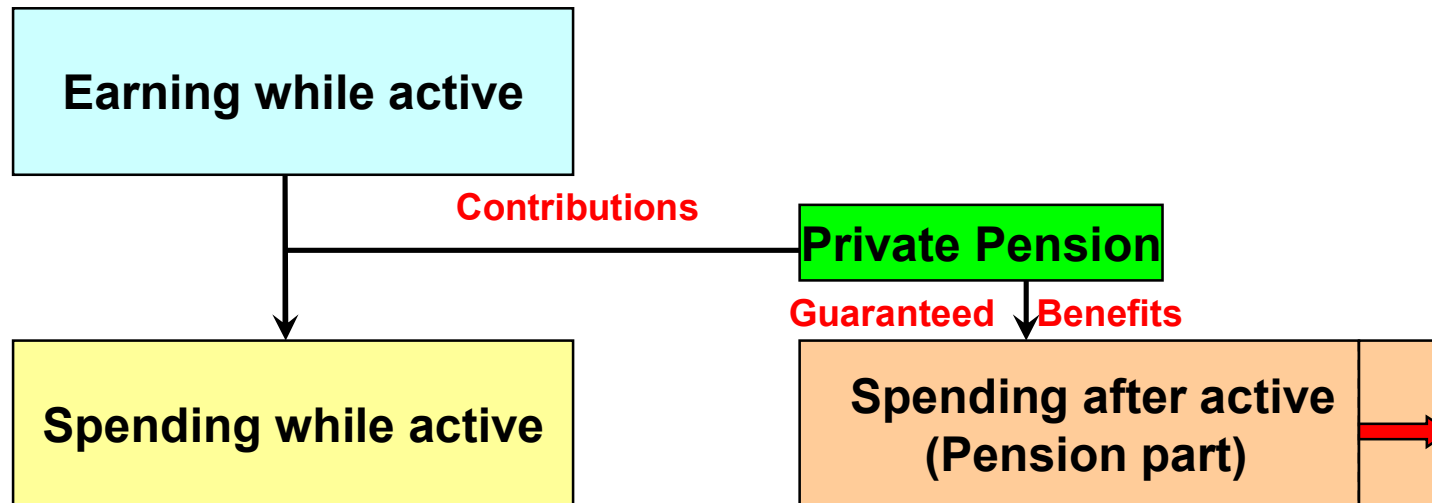 Earning while active
Contributions
Private Pension
Guaranteed Benefits
Spending while active
Spending after active
(Pension part)